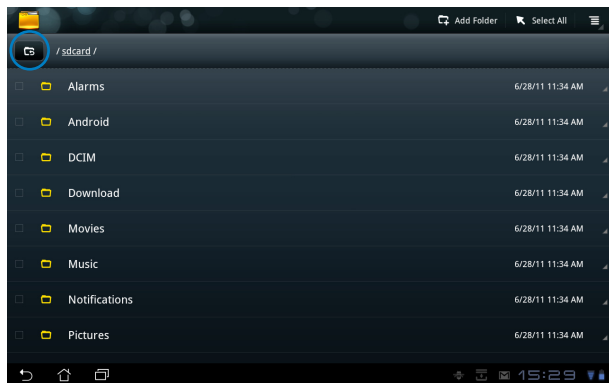 Add Folder Select All
/ sdcard /
Alarms 6/28/11 11:34 AM
Android 6/28/11 11:34 AM
DCIM 6/28/11 11:34 AM
Download 6/28/11 11:34 AM
Movies 6/28/11 11:34 AM
Music 6/28/11 11:34 AM
Notifications 6/28/11 11:34 AM
Pictures 6/28/11 11:34 AM
15:29